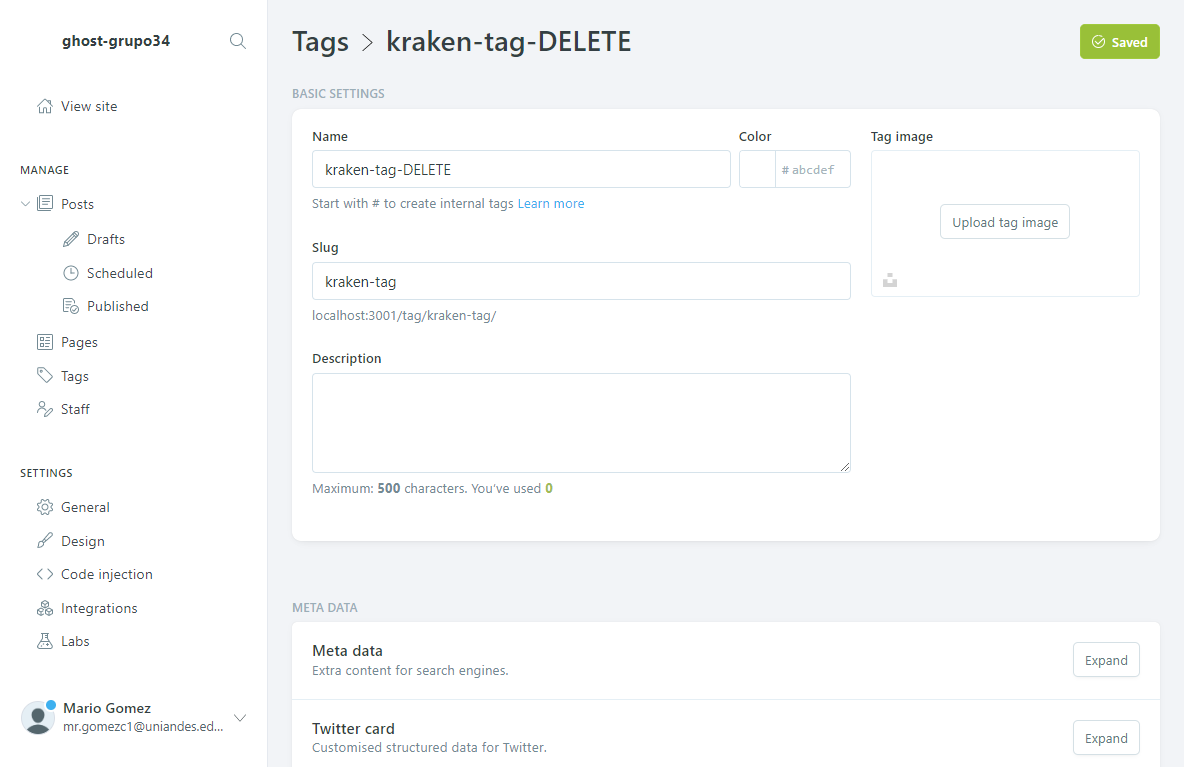 ghost-grupo34
View site
MANAGE
Posts
Drafts
Scheduled
Published
Pages
Tags
Staff
SETTINGS
General
Design
Code injection
Integrations
Labs
Mario Gomez
mr.gomezc1@uniandes.ed...
Tags > kraken-tag-DELETE
Saved
BASIC SETTINGS
Name
kraken-tag-DELETE
Start with # to create internal tags Learn more
Color
# abcdef
Tag image
Upload tag image
Slug
kraken-tag
localhost:3001/tag/kraken-tag/
Description
Maximum: 500 characters. You've used 0
META DATA
Meta data
Extra content for search engines.
Expand
Twitter card
Customised structured data for Twitter.
Expand